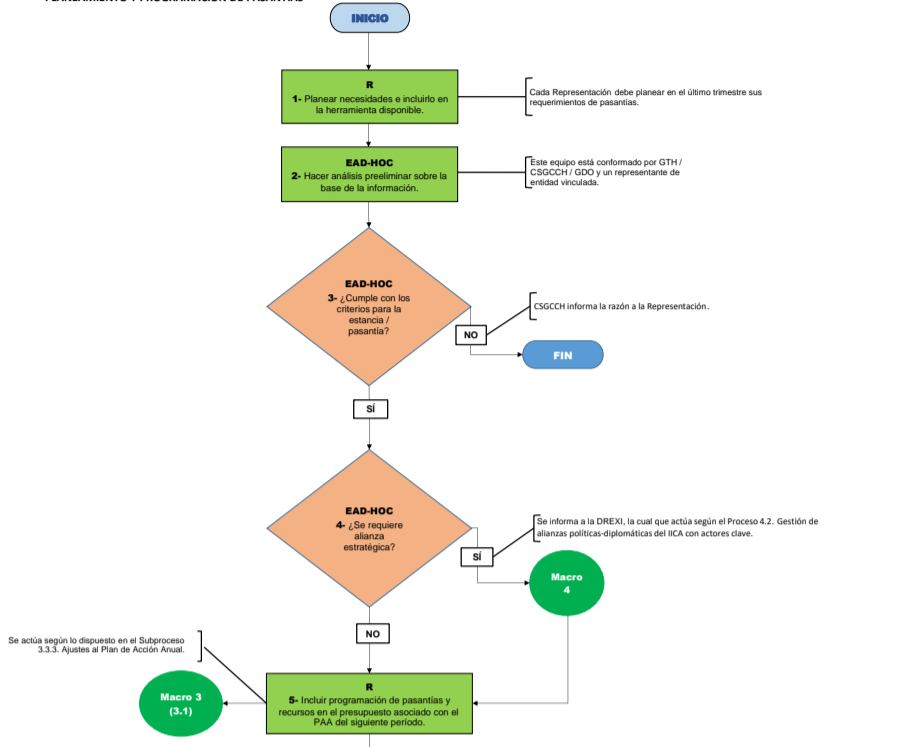 INICIO
R
1- Planear necesidades e incluirlo en
la herramienta disponible.
Cada Representación debe planear en el último trimestre sus
requerimientos de pasantías.
EAD-HOC
2- Hacer análisis preeliminar sobre la
base de la información.
Este equipo está conformado por GTH /
CSGCCH / GDO y un representante de
entidad vinculada.
EAD-HOC
3- ¿Cumple con los
criterios para la
estancia /
pasantía?
CSGCCH informa la razón a la Representación.
NO
FIN
SÍ
EAD-HOC
4- ¿Se requiere
alianza
estratégica?
Se informa a la DREXI, la cual que actúa según el Proceso 4.2. Gestión de
alianzas políticas-diplomáticas del IICA con actores clave.
SÍ
Macro
4
NO
Se actúa según lo dispuesto en el Subproceso
3.3.3. Ajustes al Plan de Acción Anual.
Macro 3
(3.1)
R
5- Incluir programación de pasantías y
recursos en el presupuesto asociado con el
PAA del siguiente período.